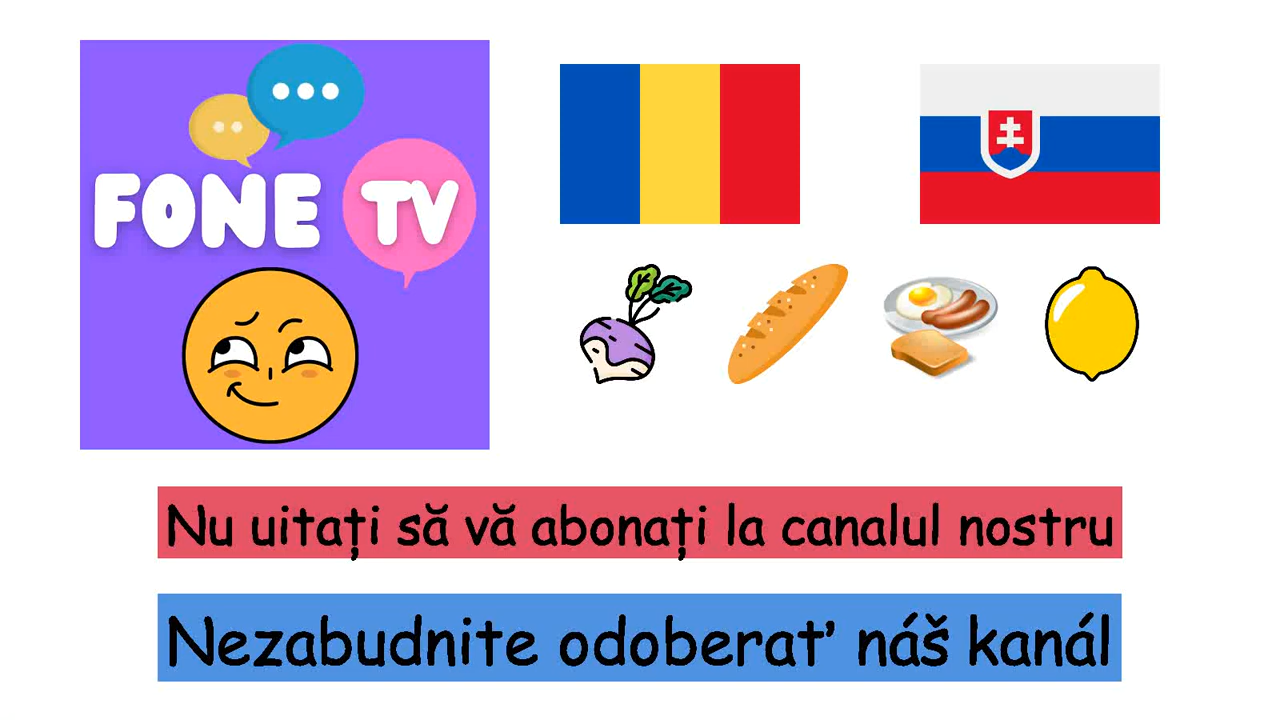 FONE TV
Nu uitați să vă abonați la canalul nostru
Nezabudnite odoberať náš kanál